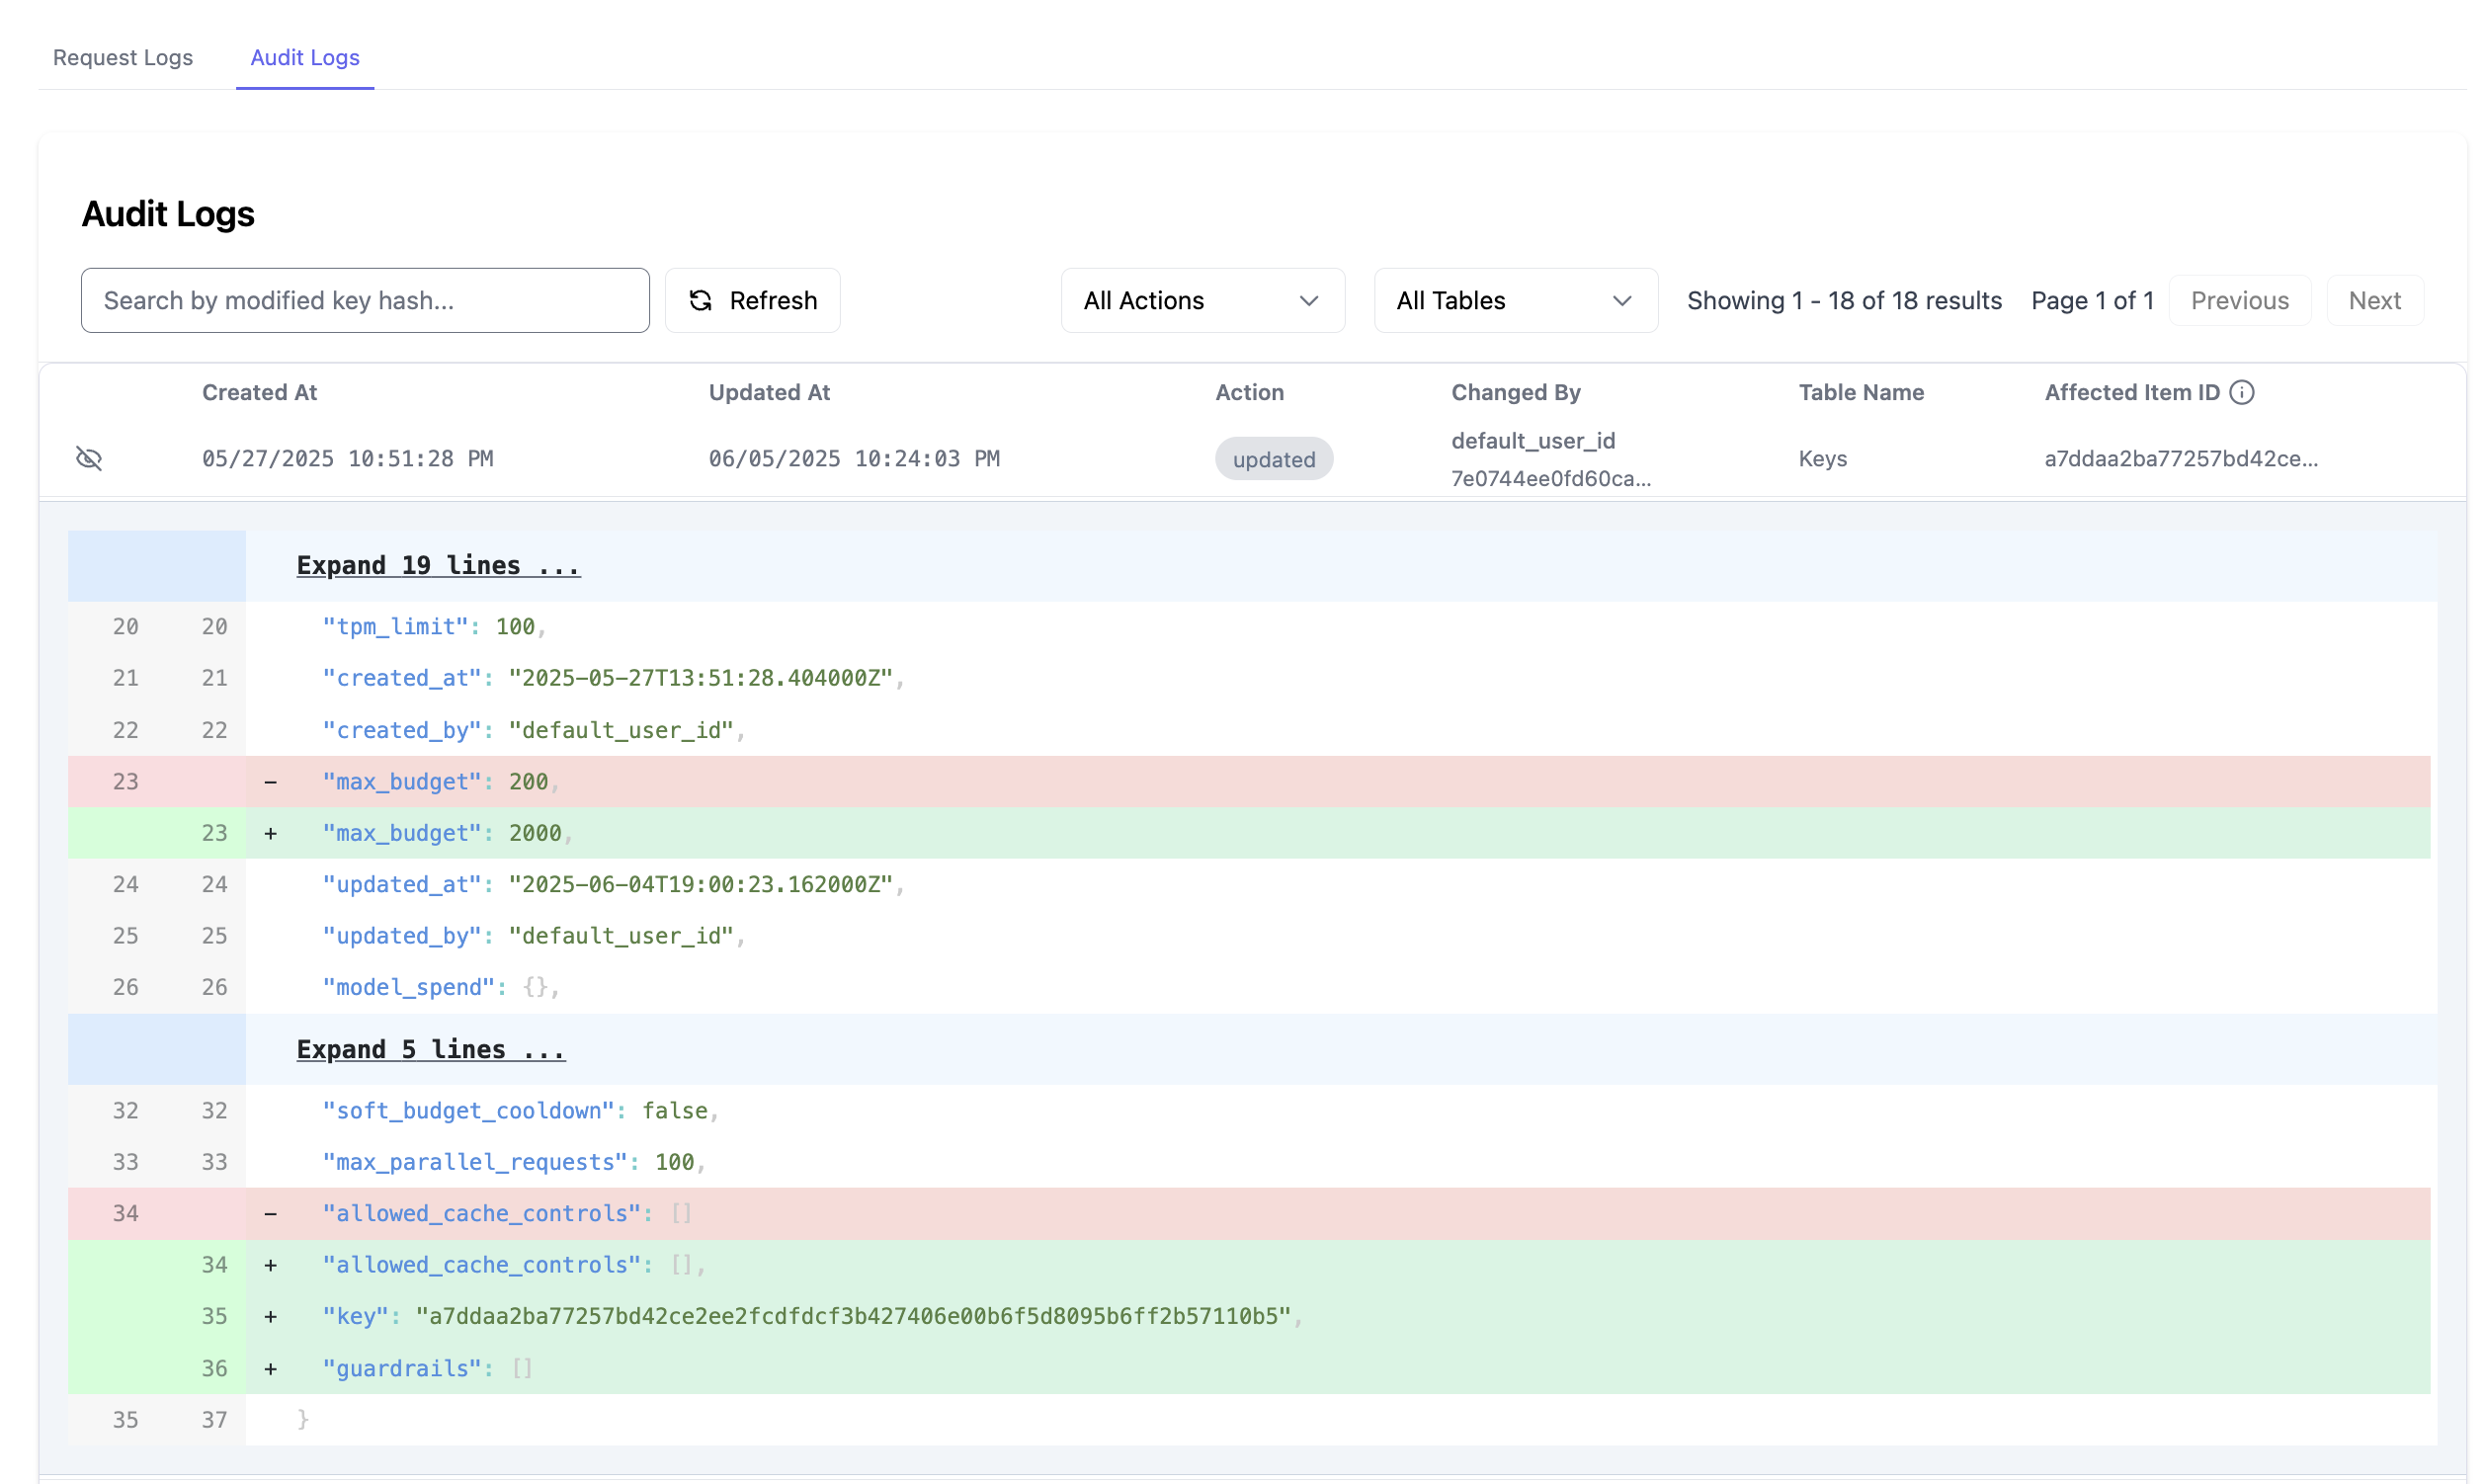 Request Logs Audit Logs
Audit Logs
Search by modified key hash... Refresh All Actions All Tables Showing 1 - 18 of 18 results Page 1 of 1 Previous Next
Created At Updated At Action Changed By Table Name Affected Item ID
05/27/2025 10:51:28 PM 06/05/2025 10:24:03 PM updated default_user_id Keys a7ddaa2ba77257bd42ce...
7e0744ee0fd60ca...
Expand 19 lines ...
20 20 "tpm_limit": 100,
21 21 "created_at": "2025-05-27T13:51:28.404000Z",
22 22 "created_by": "default_user_id",
23 - "max_budget": 200,
23 + "max_budget": 2000,
24 24 "updated_at": "2025-06-04T19:00:23.162000Z",
25 25 "updated_by": "default_user_id",
26 26 "model_spend": {},
Expand 5 lines ...
32 32 "soft_budget_cooldown": false,
33 33 "max_parallel_requests": 100,
34 - "allowed_cache_controls": []
34 + "allowed_cache_controls": [],
35 + "key": "a7ddaa2ba77257bd42ce2ee2fcdfdcf3b427406e00b6f5d8095b6ff2b57110b5",
36 + "guardrails": []
35 37 }